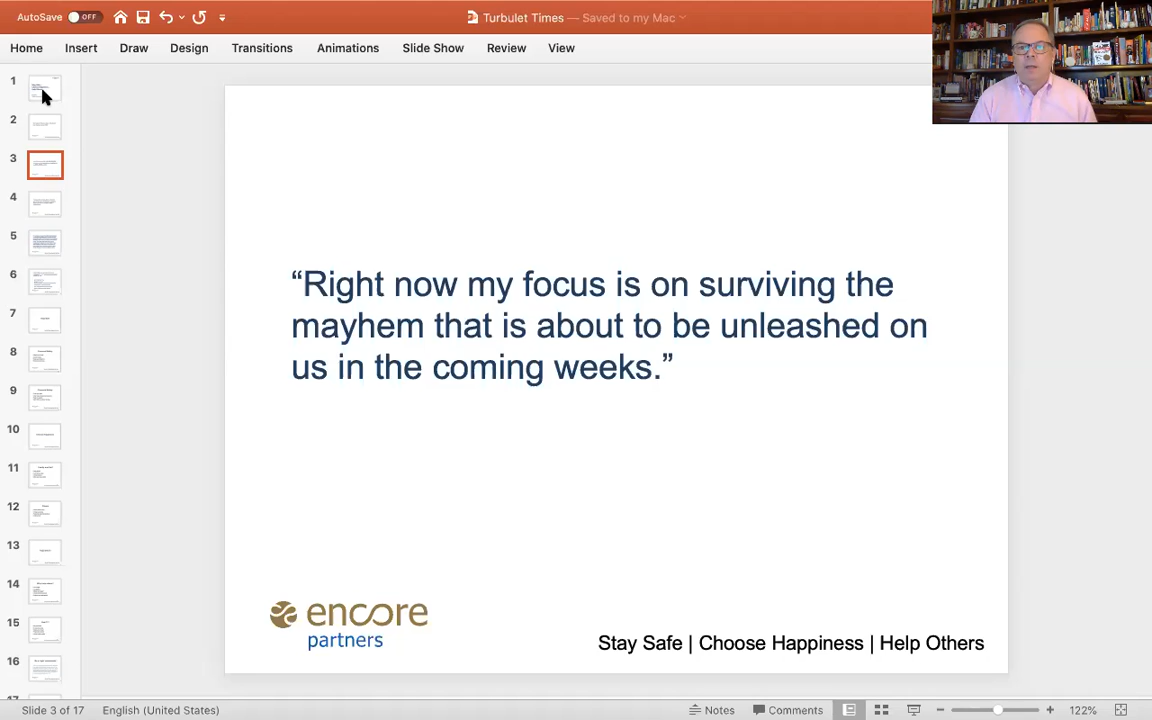 AutoSave OFF
Turbulet Times — Saved to my Mac
Home Insert Draw Design Transitions Animations Slide Show Review View
1
2
3
4
5
6
7
8
9
10
11
12
13
14
15
16
“Right now my focus is on surviving the
mayhem that is about to be unleashed on
us in the coming weeks.”
encore
partners
Stay Safe | Choose Happiness | Help Others
Slide 3 of 17 English (United States) Notes Comments 122%